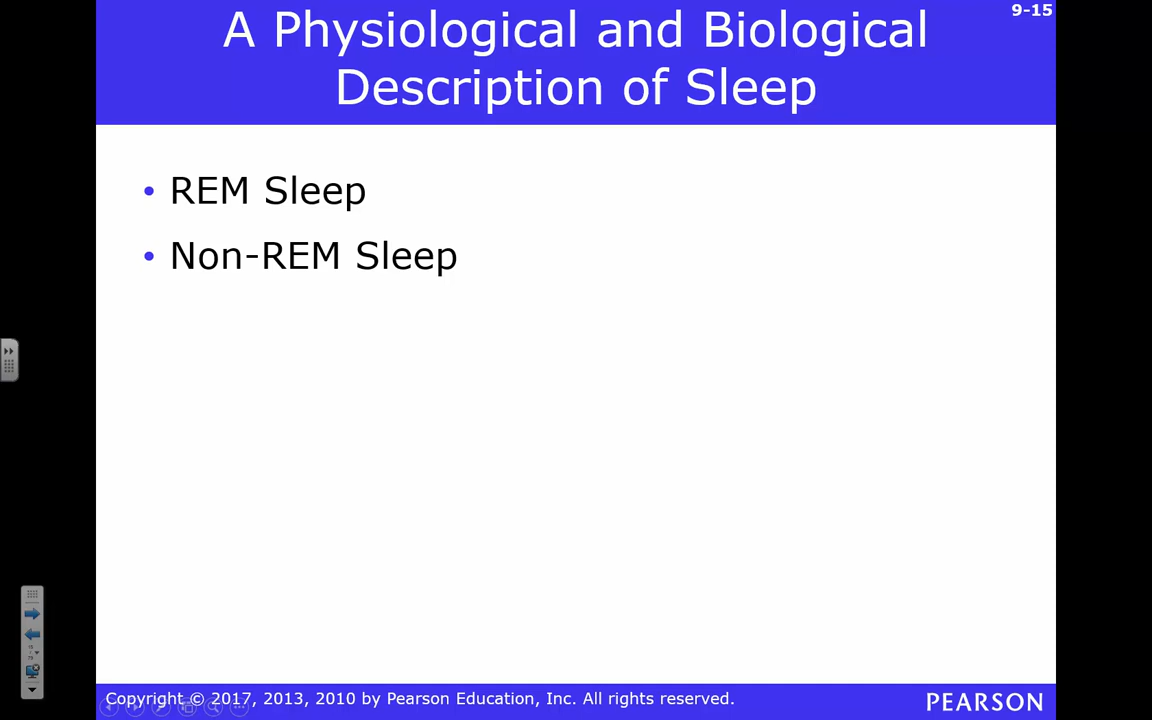 9-15
A Physiological and Biological
Description of Sleep
• REM Sleep
• Non-REM Sleep
Copyright © 2017, 2013, 2010 by Pearson Education, Inc. All rights reserved.
PEARSON